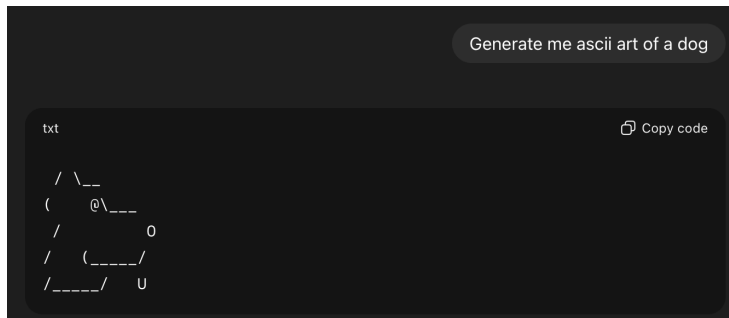 Generate me ascii art of a dog
txt Copy code
 / \__
(    @\___
 /         O
/   (_____/
/_____/   U